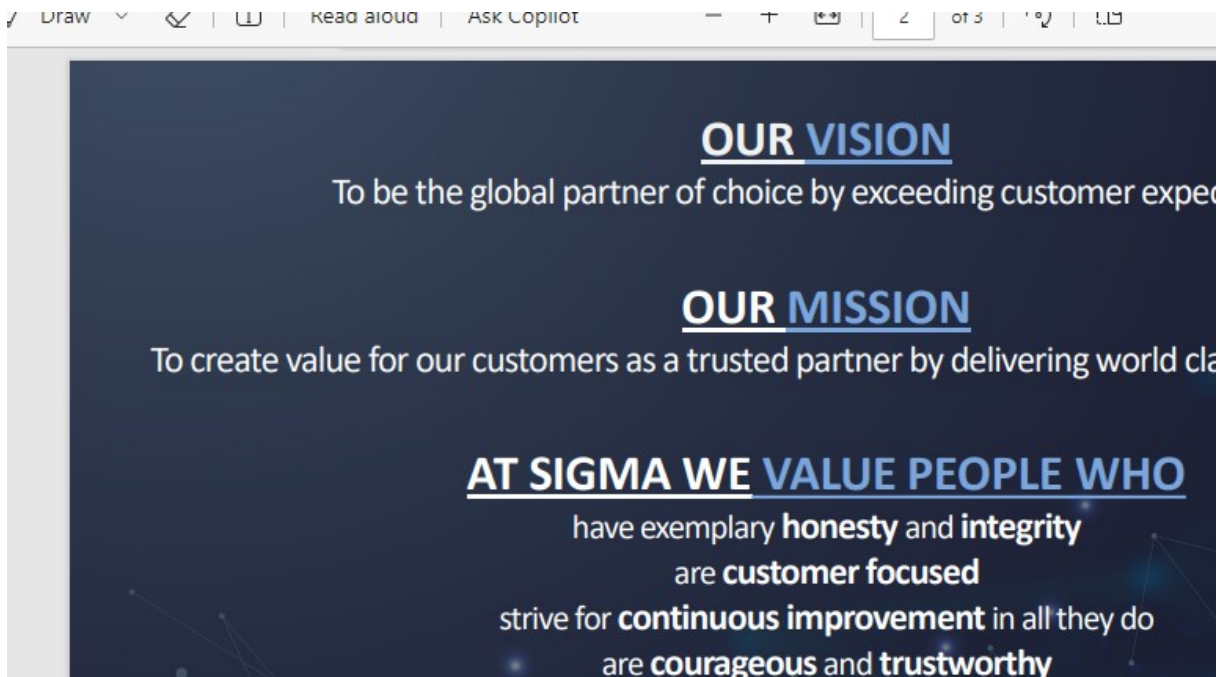 Draw Read aloud Ask Copilot 2 of 3
OUR VISION
To be the global partner of choice by exceeding customer expec
OUR MISSION
To create value for our customers as a trusted partner by delivering world cla
AT SIGMA WE VALUE PEOPLE WHO
have exemplary honesty and integrity
are customer focused
strive for continuous improvement in all they do
are courageous and trustworthy